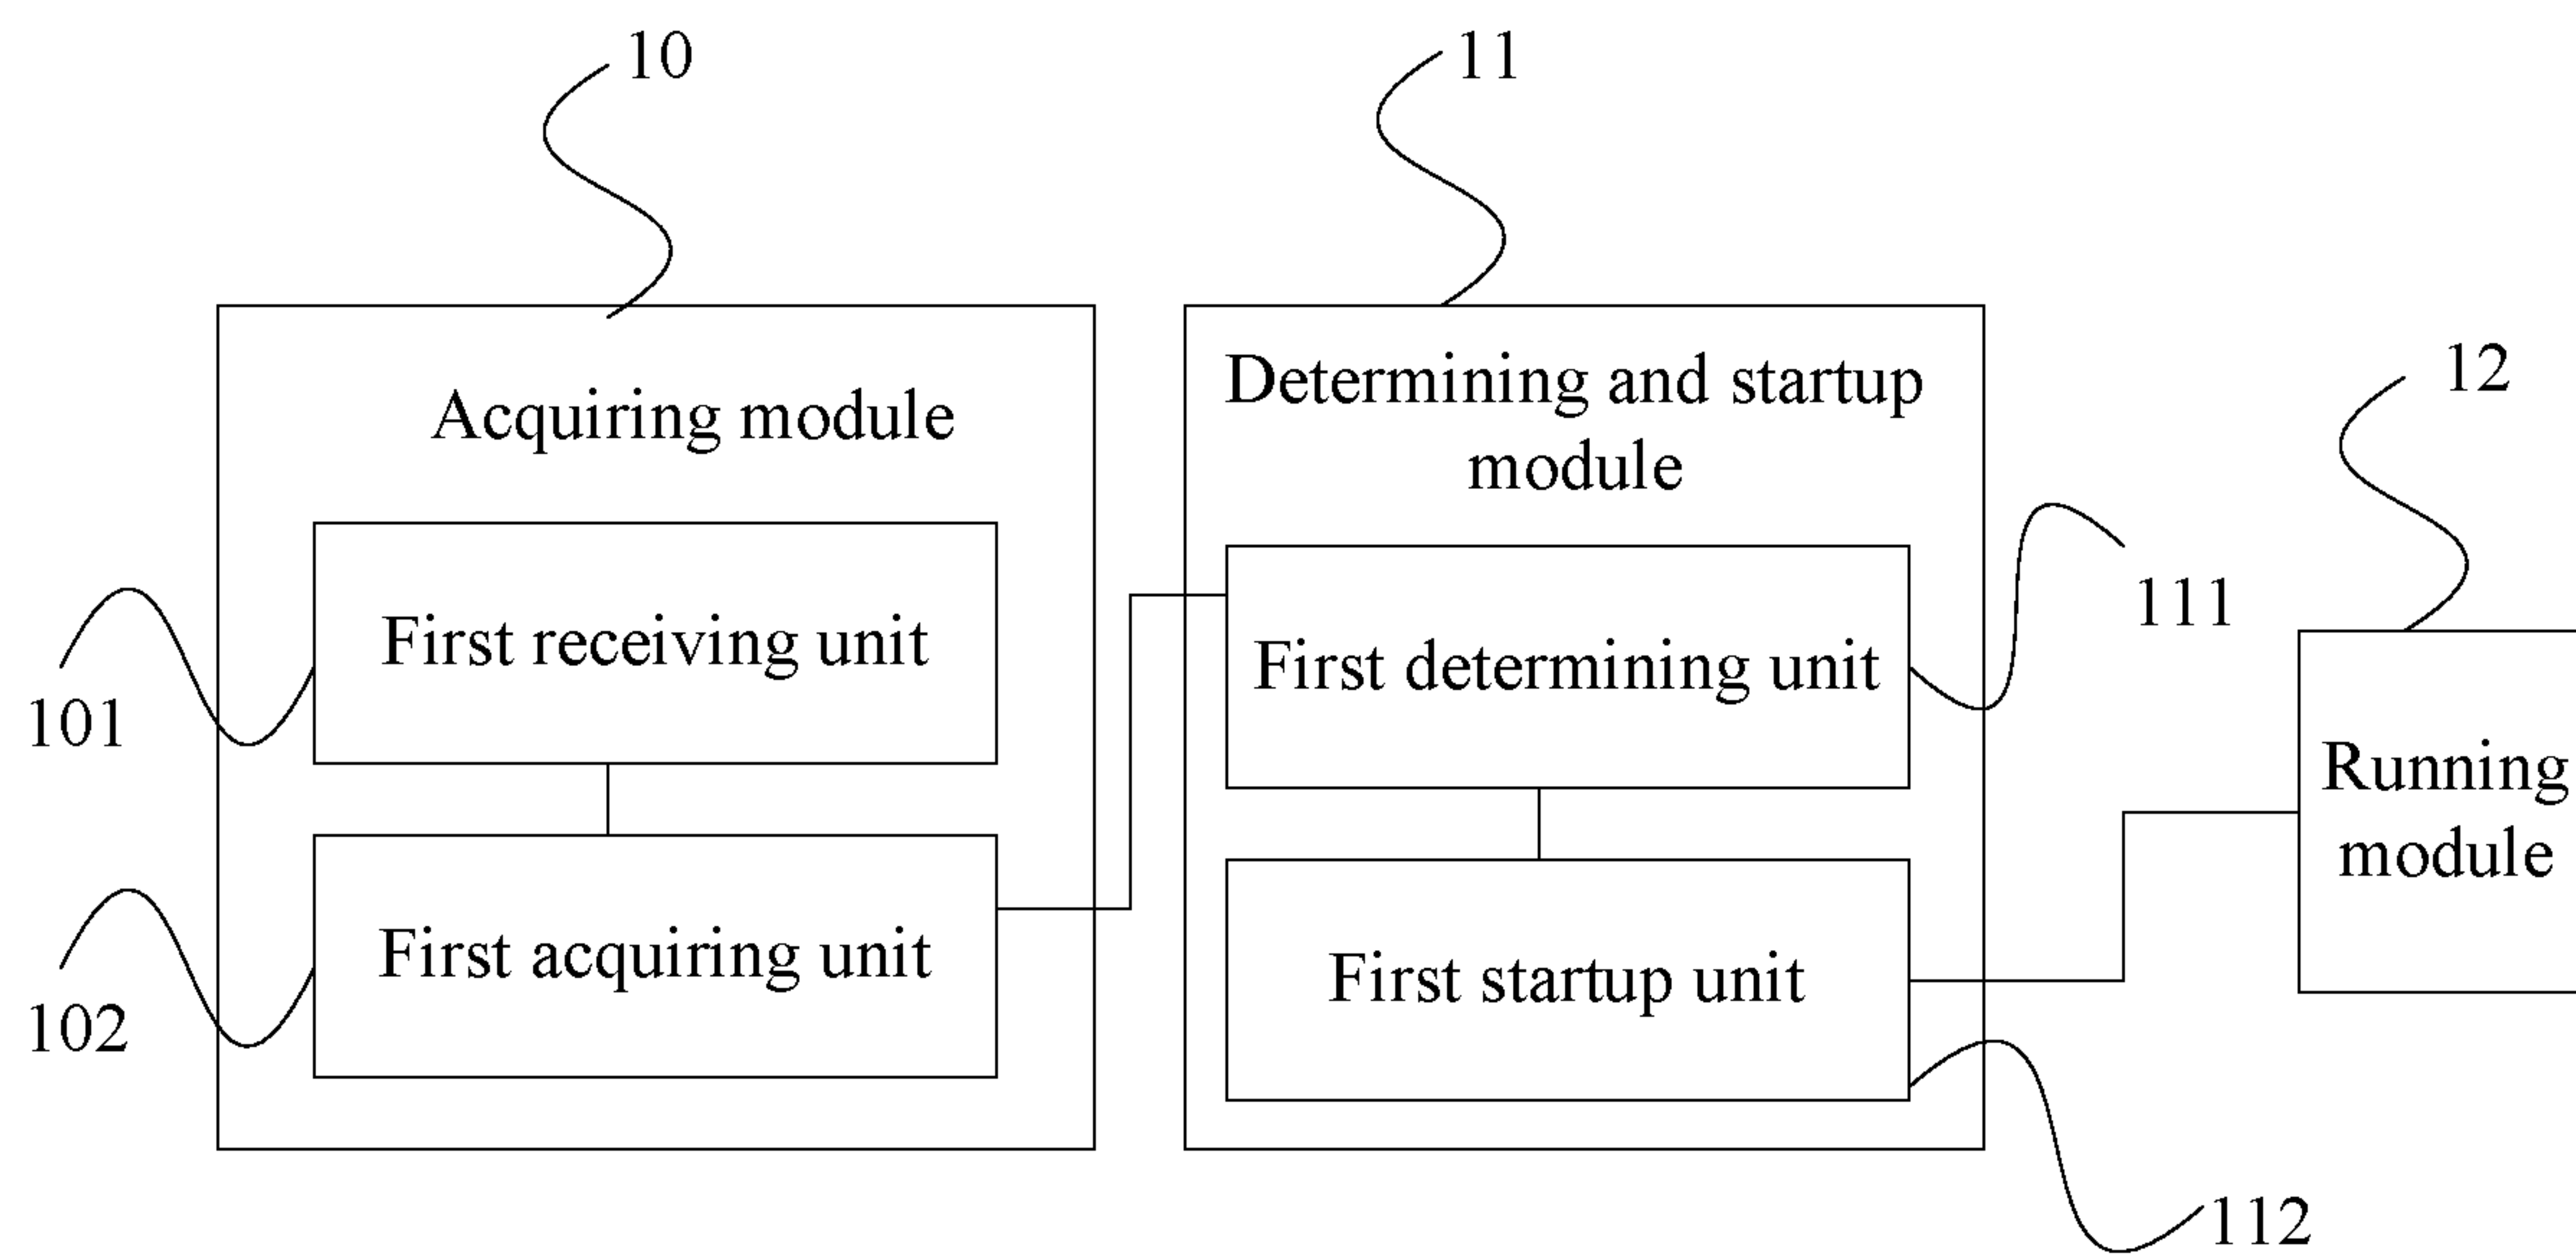 10
11
12
Acquiring module
Determining and startup
module
First receiving unit
101
First determining unit
111
Running
module
First acquiring unit
102
First startup unit
112